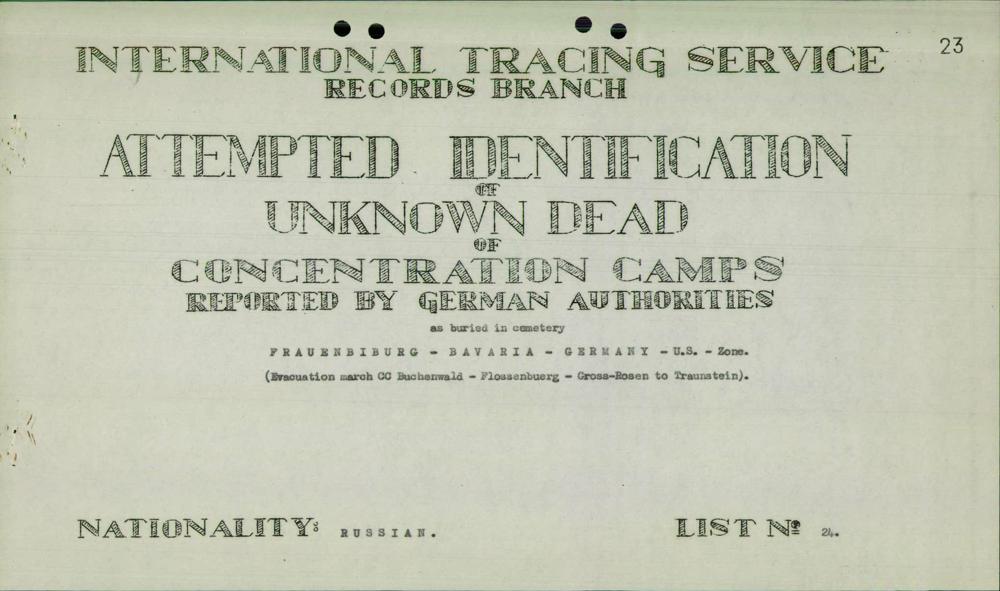 23
INTERNATIONAL TRACING SERVICE
RECORDS BRANCH
ATTEMPTED IDENTIFICATION
OF
UNKNOWN DEAD
OF
CONCENTRATION CAMPS
REPORTED BY GERMAN AUTHORITIES
as buried in cemetery
FRAUENBIBURG - BAVARIA - GERMANY - U.S. - Zone.
(Evacuation march CC Buchenwald - Flossenbuerg - Gross-Rosen to Traunstein).
NATIONALITY: RUSSIAN.
LIST Nº 24.